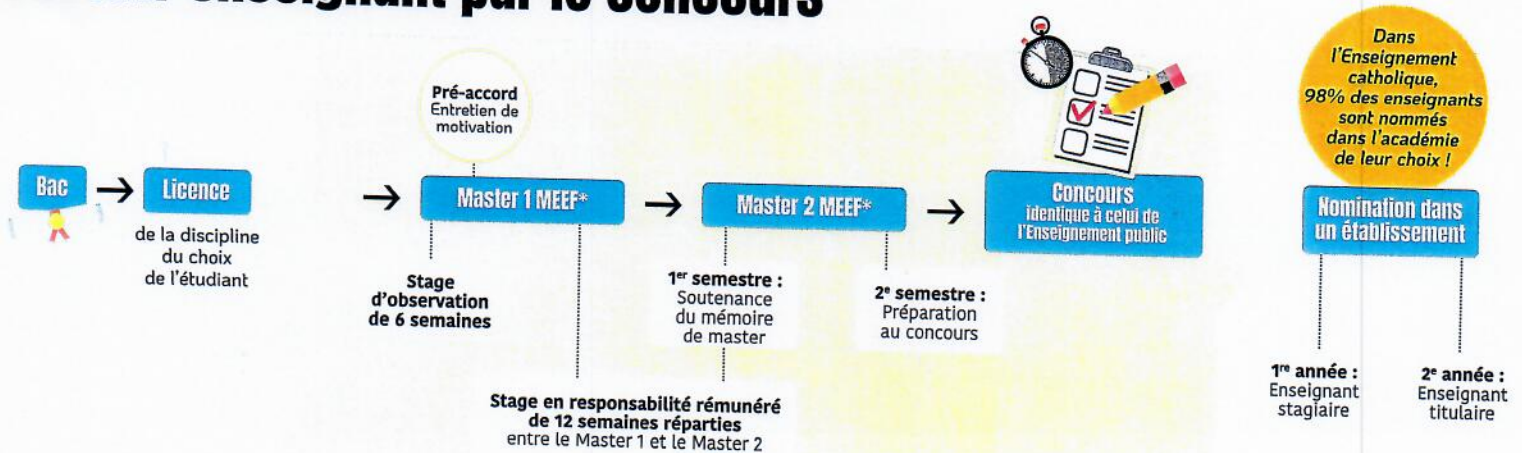 enseignant par le concours
Pré-accord
Entretien de
motivation
Dans
l'Enseignement
catholique,
98% des enseignants
sont nommés
dans l'académie
de leur choix !
Bac
Licence
de la discipline
du choix
de l'étudiant
Master 1 MEEF*
Stage
d'observation
de 6 semaines
Master 2 MEEF*
1er semestre :
Soutenance
du mémoire
de master
2e semestre :
Préparation
au concours
Stage en responsabilité rémunéré
de 12 semaines réparties
entre le Master 1 et le Master 2
Concours
identique à celui de
l'Enseignement public
Nomination dans
un établissement
1re année :
Enseignant
stagiaire
2e année :
Enseignant
titulaire